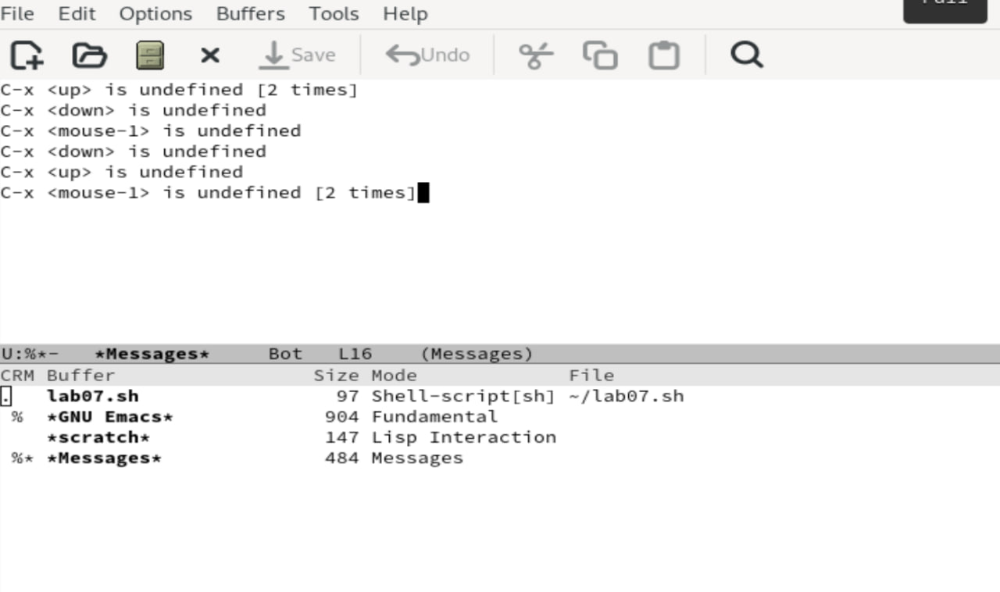 File Edit Options Buffers Tools Help
Save Undo
C-x <up> is undefined [2 times]
C-x <down> is undefined
C-x <mouse-1> is undefined
C-x <down> is undefined
C-x <up> is undefined
C-x <mouse-1> is undefined [2 times]
U:%*- *Messages* Bot L16 (Messages)
CRM Buffer Size Mode File
. lab07.sh 97 Shell-script[sh] ~/lab07.sh
% *GNU Emacs* 904 Fundamental
*scratch* 147 Lisp Interaction
%* *Messages* 484 Messages